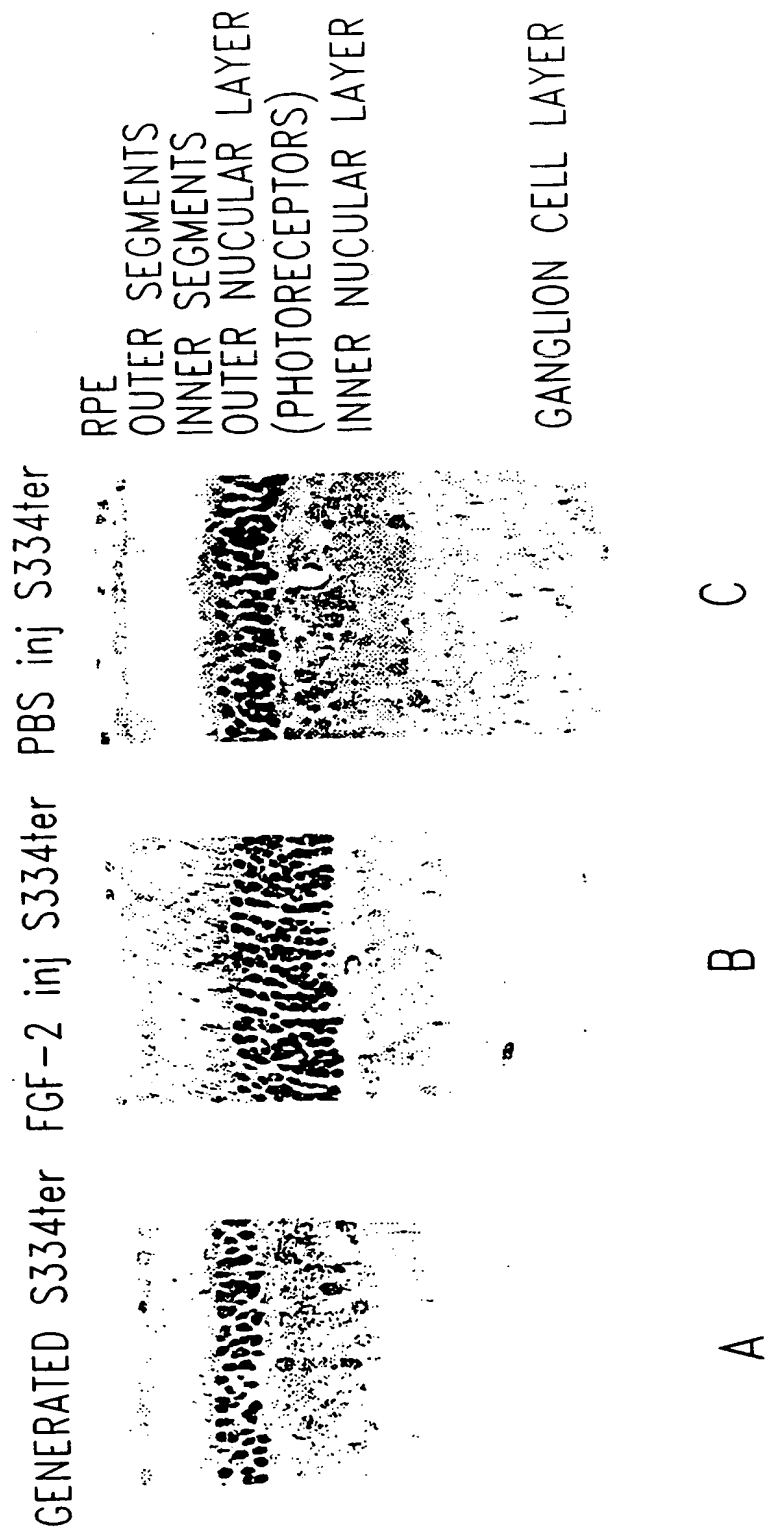 GENERATED S334ter
FGF-2 inj S334ter
PBS inj S334ter
RPE
OUTER SEGMENTS
INNER SEGMENTS
OUTER NUCULAR LAYER
(PHOTORECEPTORS)
INNER NUCULAR LAYER
GANGLION CELL LAYER
A
B
C